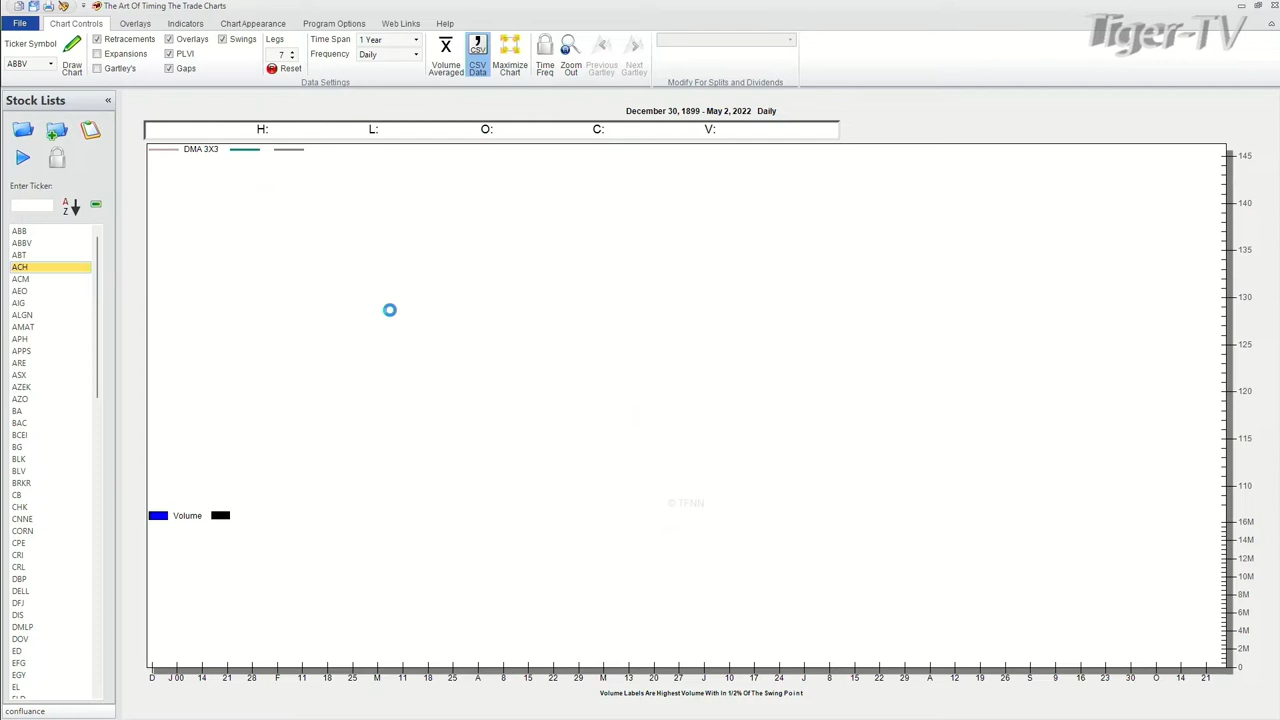 The Art Of Timing The Trade Charts
File
Chart Controls
Overlays
Indicators
Chart Appearance
Program Options
Web Links
Help
Tiger-TV
Ticker Symbol
ABBV
Draw
Chart
Retracements
Expansions
Gartley's
Overlays
PLVI
Gaps
Swings
Legs
7
Reset
Time Span 1 Year
Frequency Daily
Data Settings
Volume
Averaged
CSV
CSV
Data
Maximize
Chart
Time
Freq
Zoom
Out
Previous
Gartley
Next
Gartley
Modify For Splits and Dividends
Stock Lists «
Enter Ticker:
A
Z
ABB
ABBV
ABT
ACH
ACM
AEO
AIG
ALGN
AMAT
APH
APPS
ARE
ASX
AZEK
AZO
BA
BAC
BCEI
BG
BLK
BLV
BRKR
CB
CHK
CNNE
CORN
CPE
CRI
CRL
DBP
DELL
DFJ
DIS
DMLP
DOV
ED
EFG
EGY
EL
confluance
December 30, 1899 - May 2, 2022 Daily
H: L: O: C: V:
DMA 3X3
145
140
135
130
125
120
115
110
© TFNN
Volume
16M
14M
12M
10M
8M
6M
4M
2M
0
D J 00 14 21 28 F 11 18 25 M 11 18 25 A 8 15 22 29 M 13 20 27 J 10 17 24 J 8 15 22 29 A 12 19 26 S 9 16 23 30 O 14 21
Volume Labels Are Highest Volume With In 1/2% Of The Swing Point